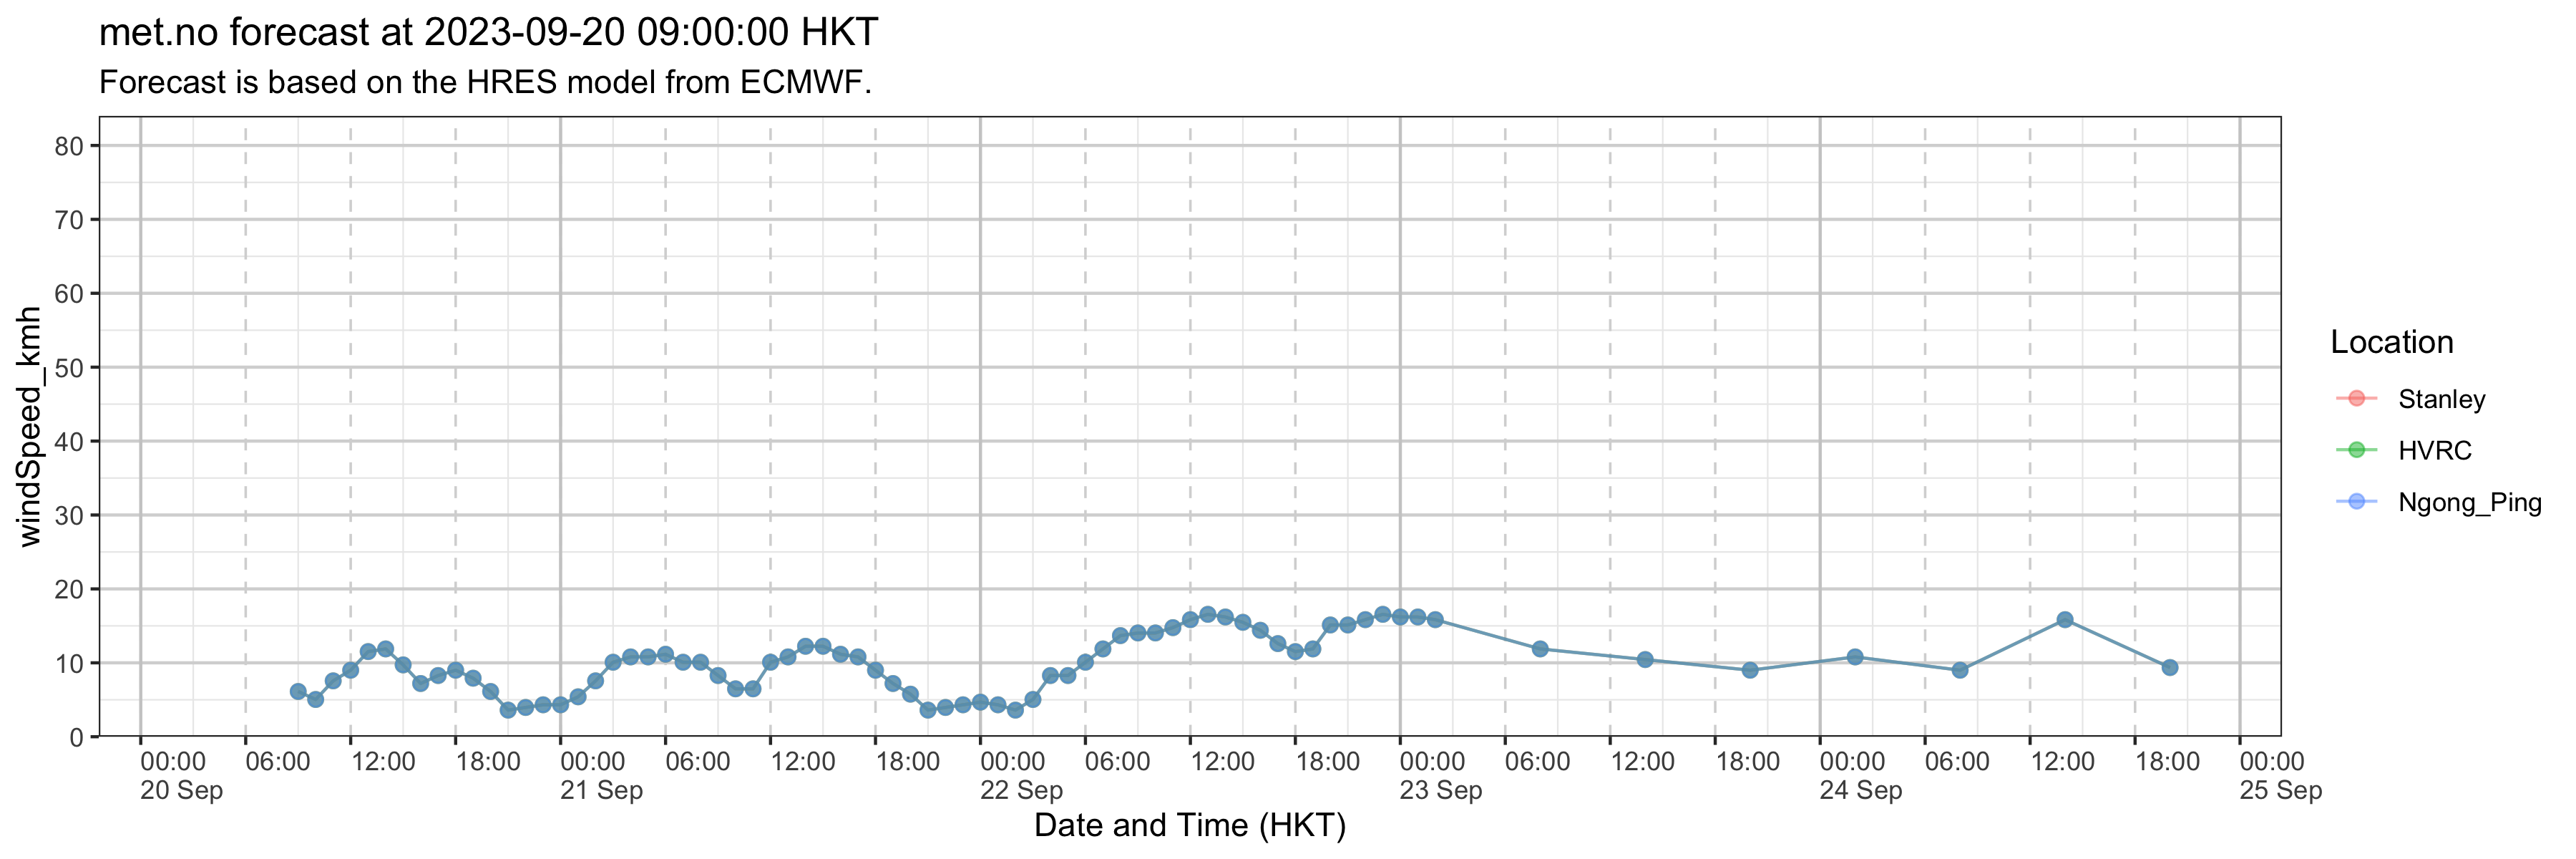 met.no forecast at 2023-09-20 09:00:00 HKT
Forecast is based on the HRES model from ECMWF.
windSpeed_kmh
80
70
60
50
40
30
20
10
0
00:00 06:00 12:00 18:00 00:00 06:00 12:00 18:00 00:00 06:00 12:00 18:00 00:00 06:00 12:00 18:00 00:00 06:00 12:00 18:00 00:00
20 Sep 21 Sep 22 Sep 23 Sep 24 Sep 25 Sep
Date and Time (HKT)
Location
Stanley
HVRC
Ngong_Ping